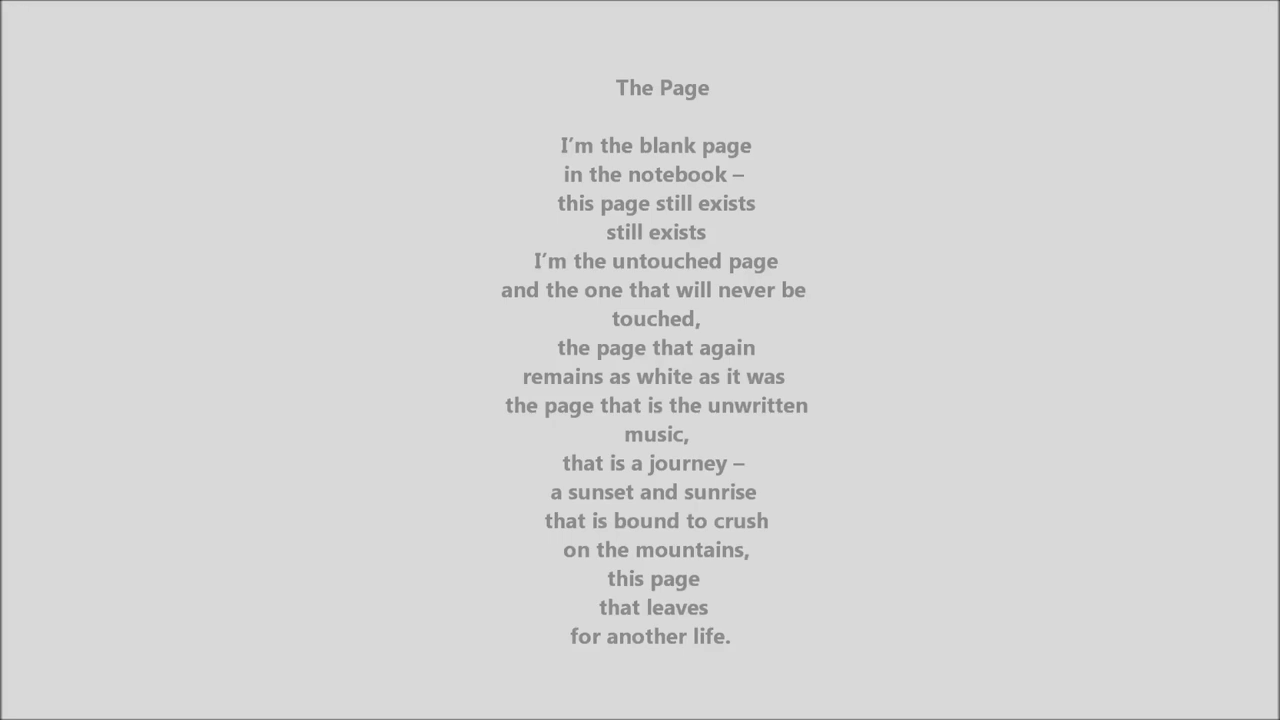 The Page
I’m the blank page
in the notebook –
this page still exists
still exists
I’m the untouched page
and the one that will never be
touched,
the page that again
remains as white as it was
the page that is the unwritten
music,
that is a journey –
a sunset and sunrise
that is bound to crush
on the mountains,
this page
that leaves
for another life.